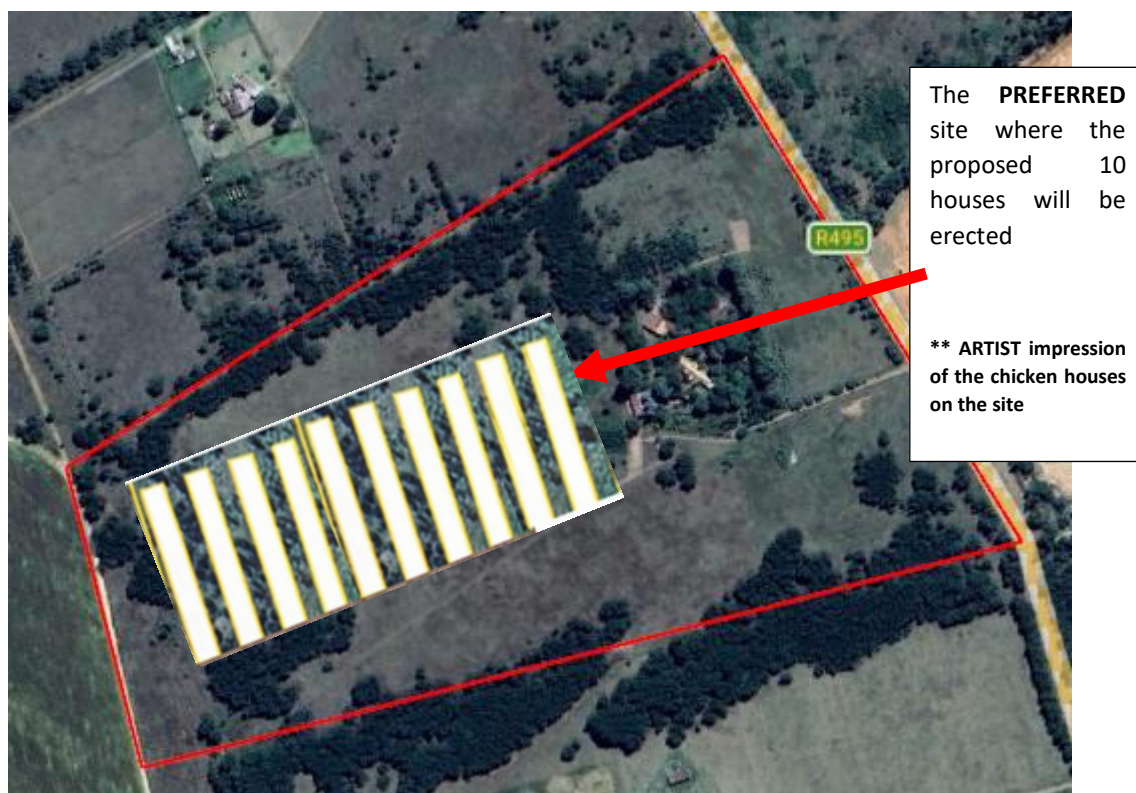 The PREFERRED
site where the
proposed 10
houses will be
erected
** ARTIST impression
of the chicken houses
on the site
R495